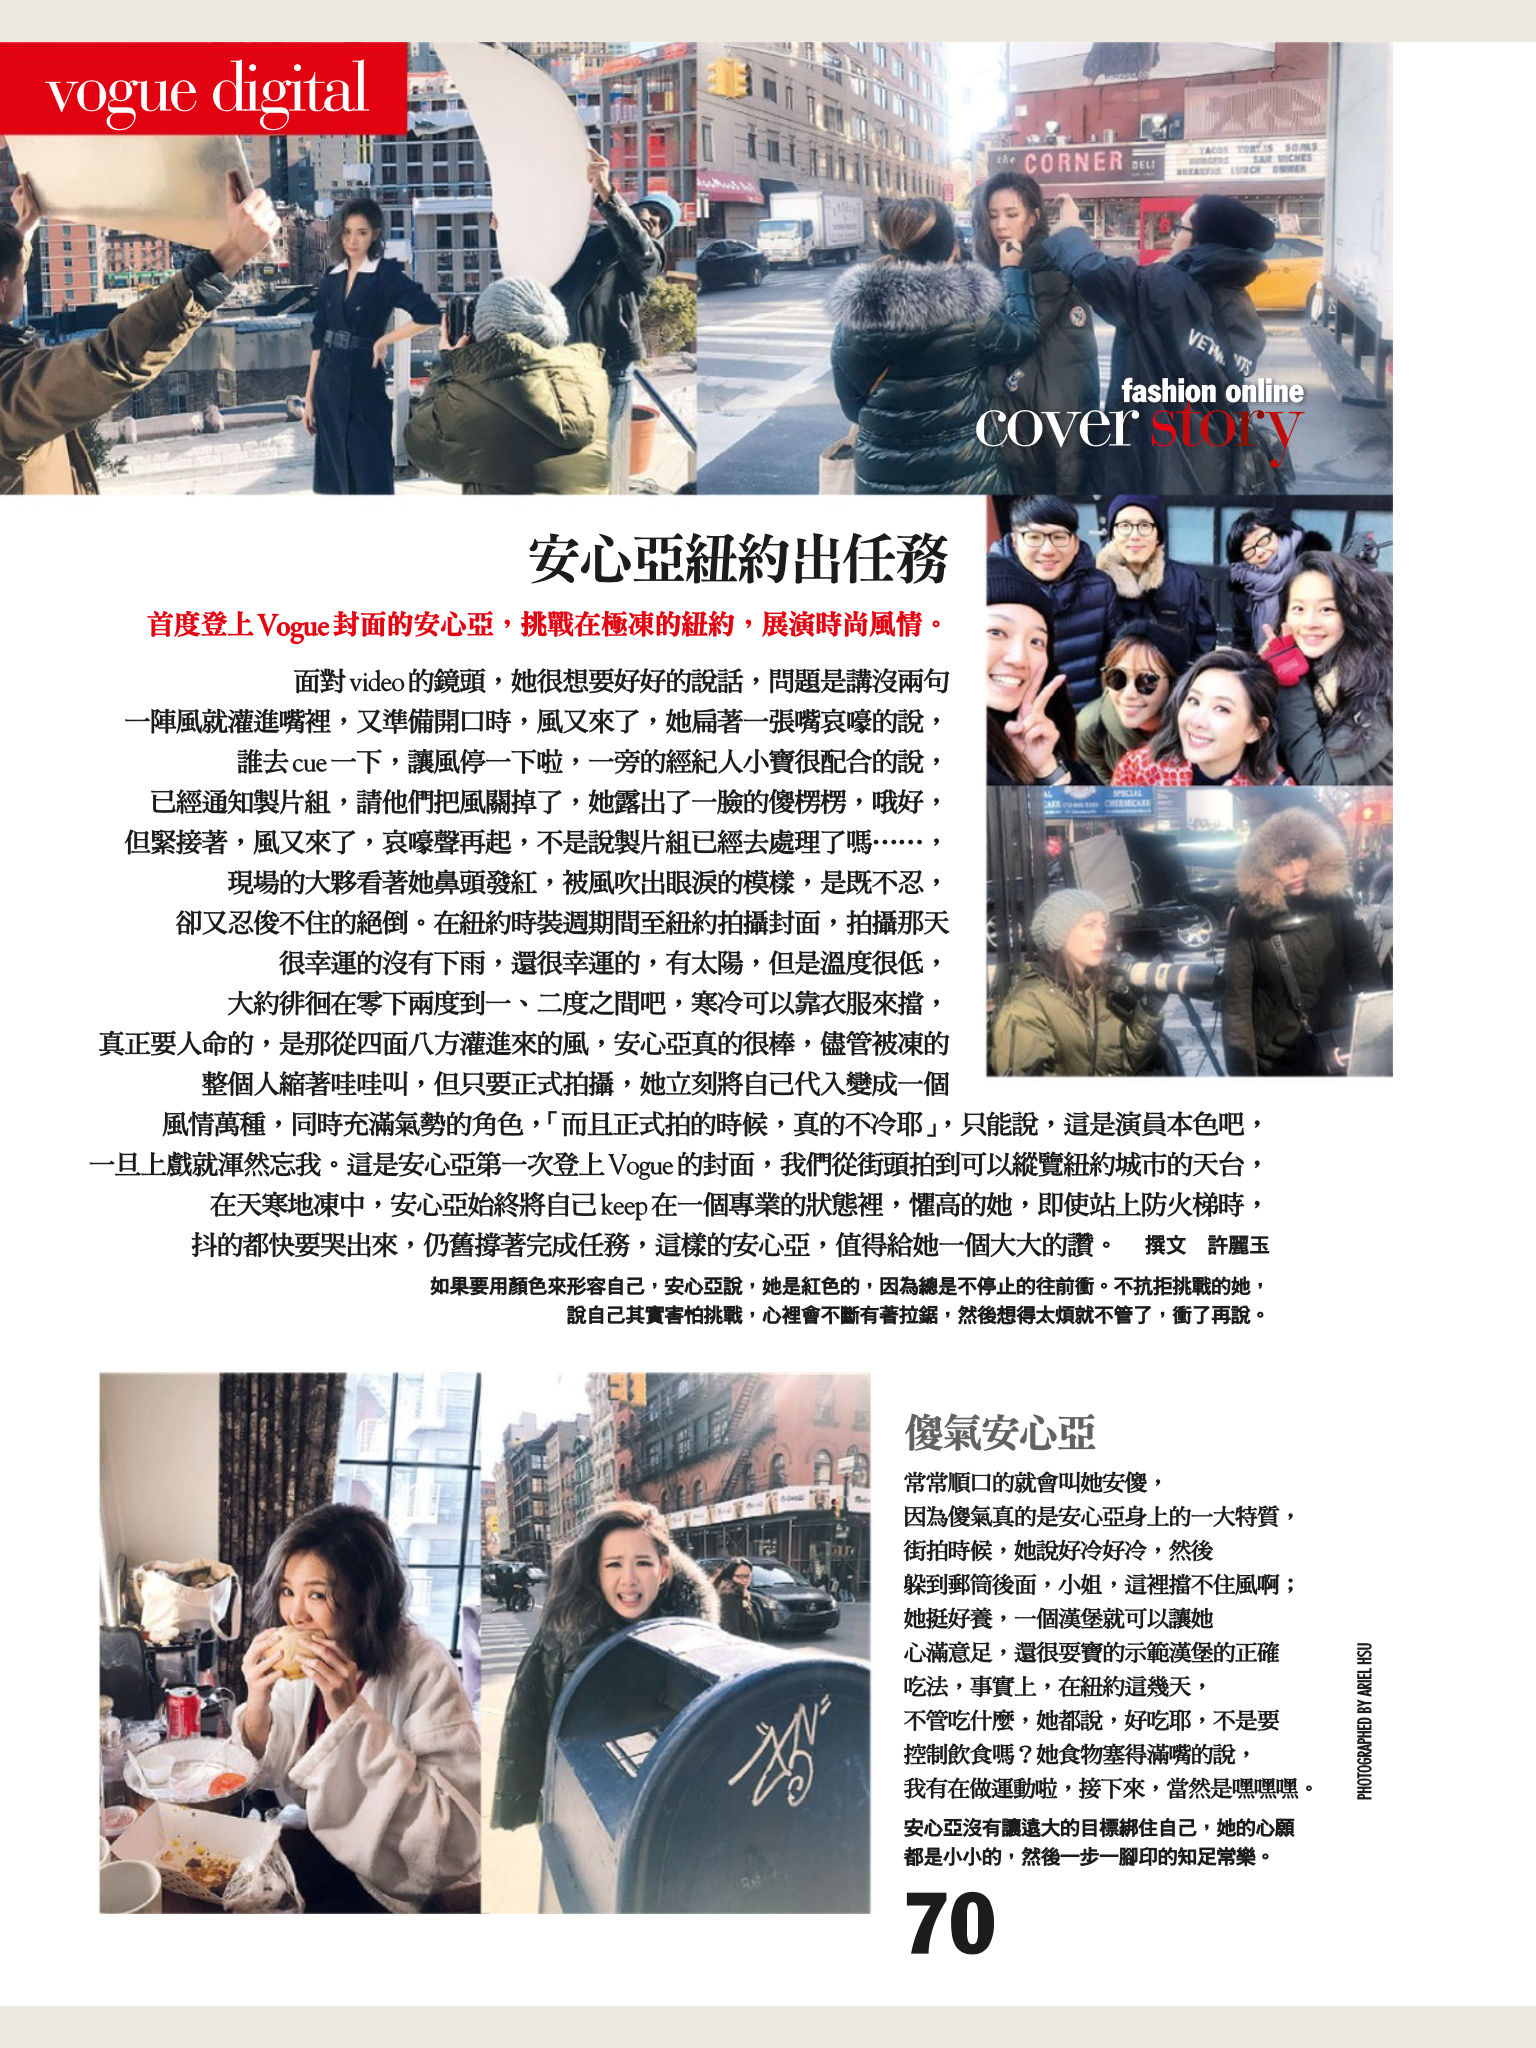 vogue digital
the CORNER DELI
TACOS TORTAS SOUPS
BURGERS SANDWICHES
BREAKFAST LUNCH DINNER
VETEMENTS
fashion online
cover story
安心亞紐約出任務
首度登上Vogue封面的安心亞，挑戰在極凍的紐約，展演時尚風情。
面對video的鏡頭，她很想要好好的說話，問題是講沒兩句
一陣風就灌進嘴裡，又準備開口時，風又來了，她扁著一張嘴哀嚎的說，
誰去cue一下，讓風停一下啦，一旁的經紀人小寶很配合的說，
已經通知製片組，請他們把風關掉了，她露出了一臉的傻楞楞，哦好，
但緊接著，風又來了，哀嚎聲再起，不是說製片組已經去處理了嗎……，
現場的大夥看著她鼻頭發紅，被風吹出眼淚的模樣，是既不忍，
卻又忍俊不住的絕倒。在紐約時裝週期間至紐約拍攝封面，拍攝那天
很幸運的沒有下雨，還很幸運的，有太陽，但是溫度很低，
大約徘徊在零下兩度到一、二度之間吧，寒冷可以靠衣服來擋，
真正要人命的，是那從四面八方灌進來的風，安心亞真的很棒，儘管被凍的
整個人縮著哇哇叫，但只要正式拍攝，她立刻將自己代入變成一個
風情萬種，同時充滿氣勢的角色，「而且正式拍的時候，真的不冷耶」，只能說，這是演員本色吧，
一旦上戲就渾然忘我。這是安心亞第一次登上Vogue的封面，我們從街頭拍到可以縱覽紐約城市的天台，
在天寒地凍中，安心亞始終將自己keep在一個專業的狀態裡，懼高的她，即使站上防火梯時，
抖的都快要哭出來，仍舊撐著完成任務，這樣的安心亞，值得給她一個大大的讚。 撰文 許麗玉
如果要用顏色來形容自己，安心亞說，她是紅色的，因為總是不停止的往前衝。不抗拒挑戰的她，
說自己其實害怕挑戰，心裡會不斷有著拉鋸，然後想得太煩就不管了，衝了再說。
SPECIAL
CHEESECAKE
傻氣安心亞
常常順口的就會叫她安傻，
因為傻氣真的是安心亞身上的一大特質，
街拍時候，她說好冷好冷，然後
躲到郵筒後面，小姐，這裡擋不住風啊；
她挺好養，一個漢堡就可以讓她
心滿意足，還很耍寶的示範漢堡的正確
吃法，事實上，在紐約這幾天，
不管吃什麼，她都說，好吃耶，不是要
控制飲食嗎？她食物塞得滿嘴的說，
我有在做運動啦，接下來，當然是嘿嘿嘿。
安心亞沒有讓遠大的目標綁住自己，她的心願
都是小小的，然後一步一腳印的知足常樂。
PHOTOGRAPHED BY ARIEL HSU
70